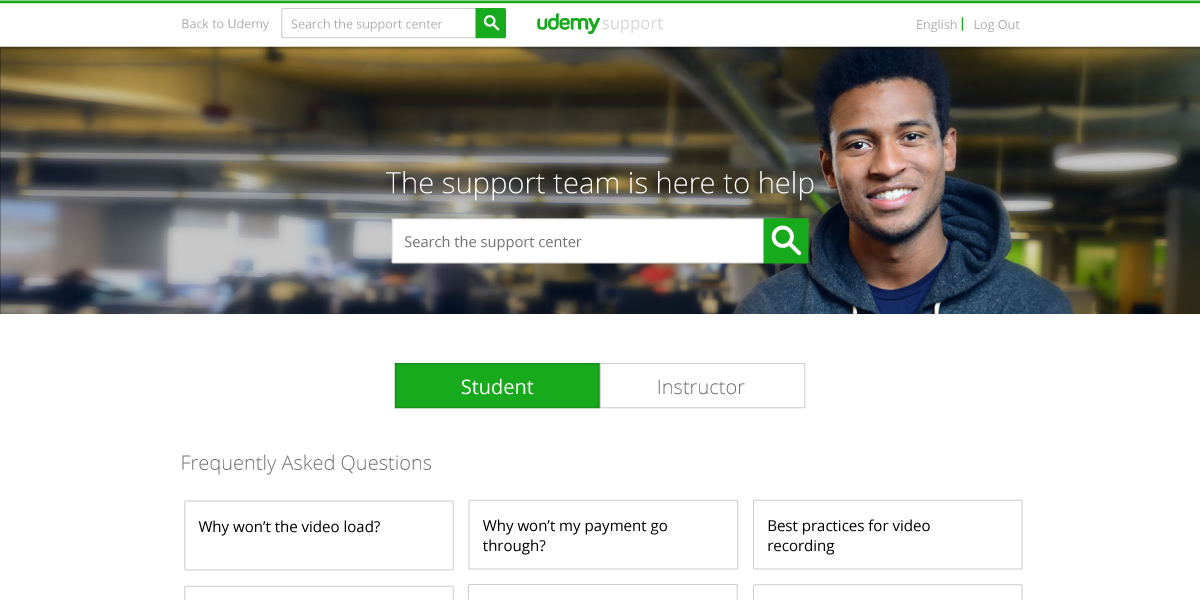 Back to Udemy
Search the support center
udemy support
English | Log Out
The support team is here to help
Search the support center
Student
Instructor
Frequently Asked Questions
Why won’t the video load?
Why won’t my payment go
through?
Best practices for video
recording